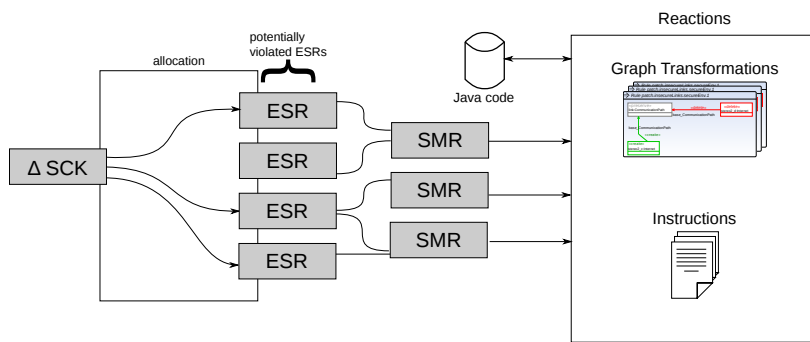 Reactions
potentially
violated ESRs
allocation
Java code
Graph Transformations
ESR
ESR
ESR
ESR
SMR
SMR
SMR
Δ SCK
Instructions